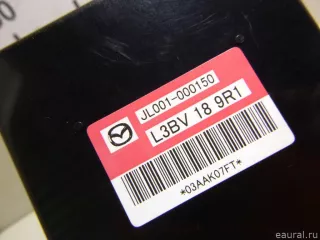 JL001-000150
L3BV 18 9R1
*03AAK07FT*
eaural.ru